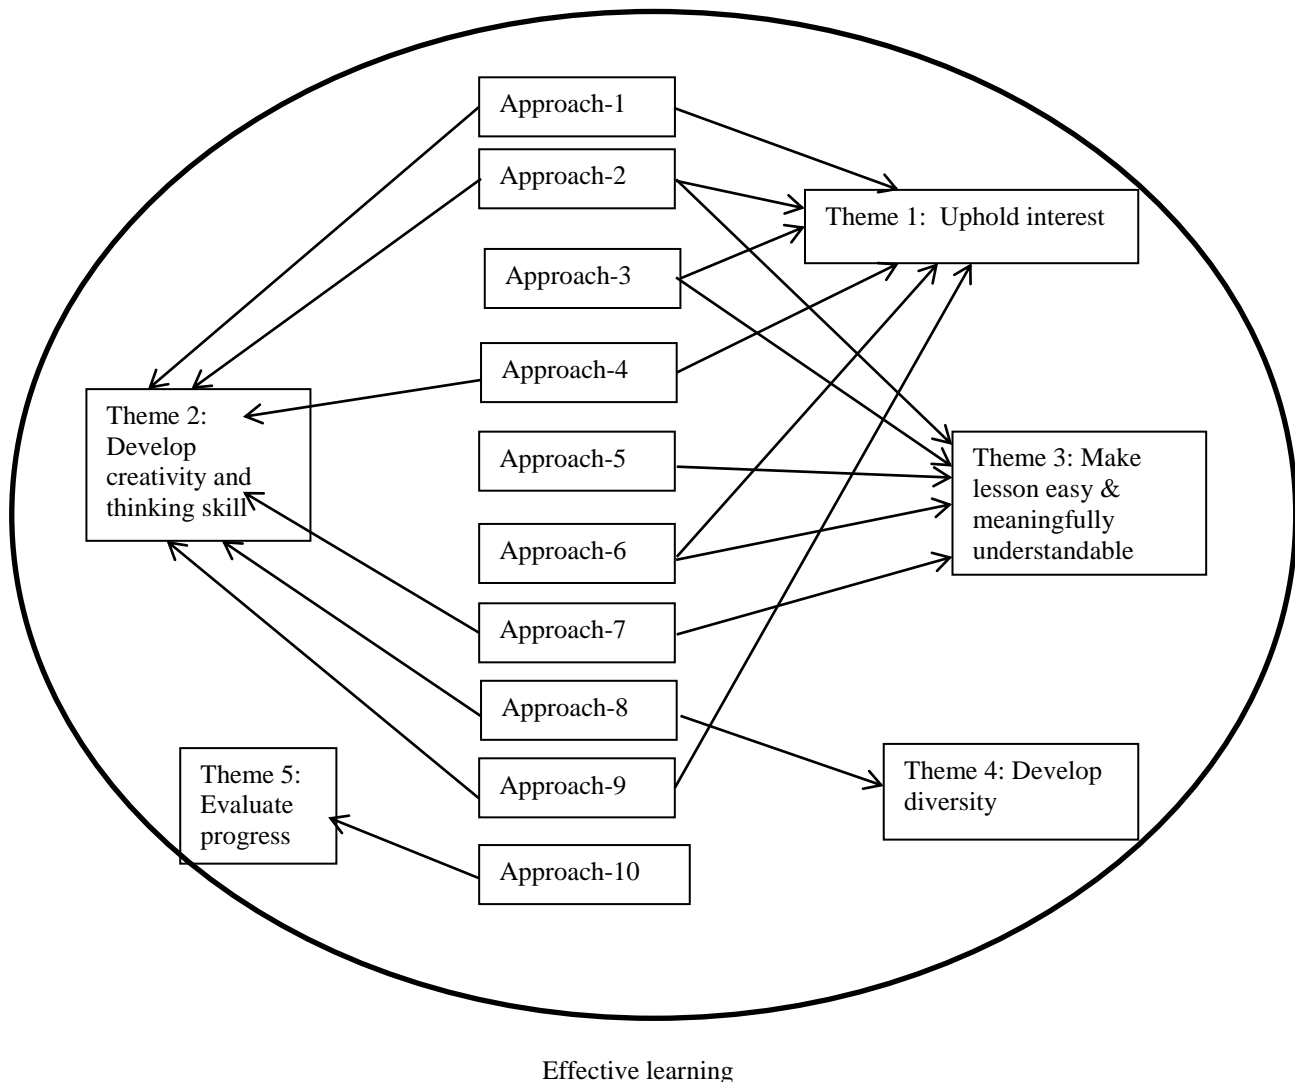 Approach-1
Approach-2
Theme 1:  Uphold interest
Approach-3
Approach-4
Theme 2:
Develop
creativity and
thinking skill
Approach-5
Theme 3: Make
lesson easy &
meaningfully
understandable
Approach-6
Approach-7
Approach-8
Theme 5:
Evaluate
progress
Approach-9
Theme 4: Develop
diversity
Approach-10
Effective learning